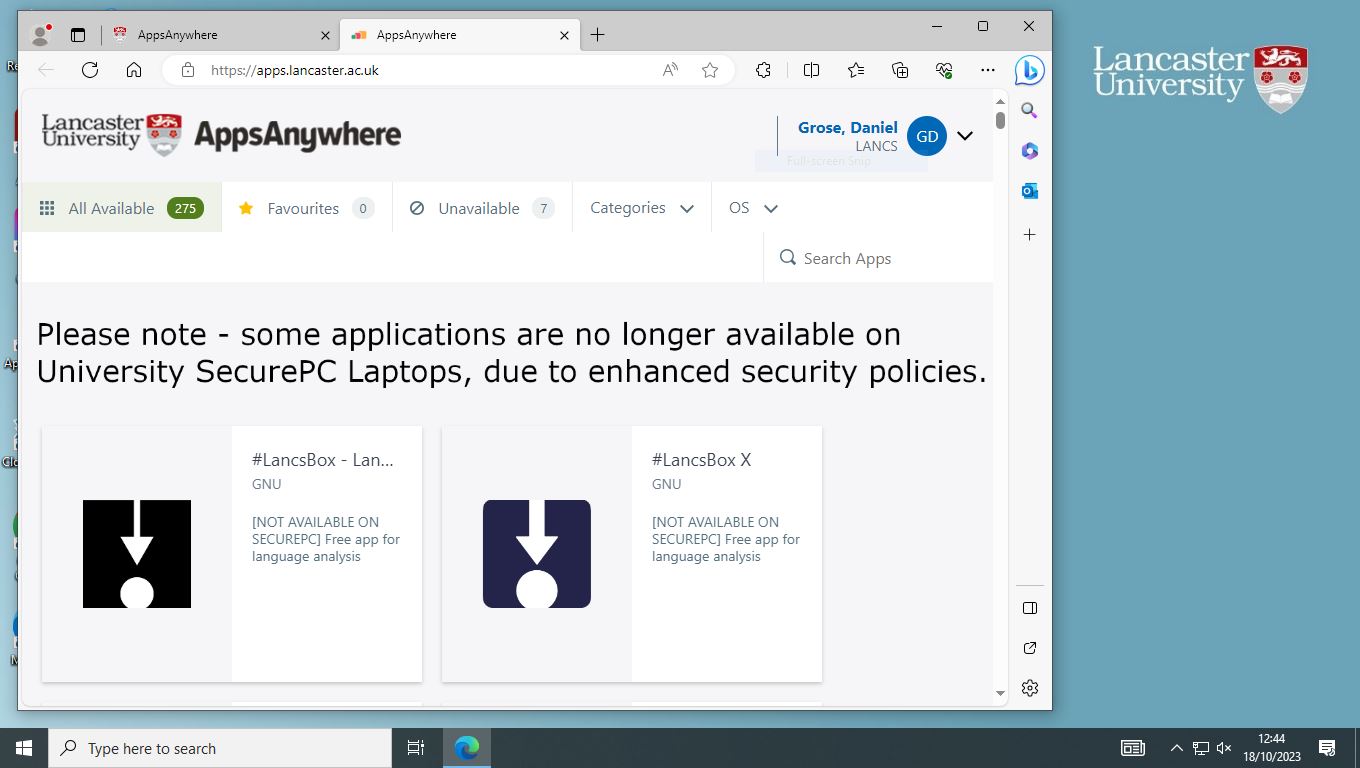 AppsAnywhere
AppsAnywhere
https://apps.lancaster.ac.uk
Lancaster
University
Lancaster
University
AppsAnywhere
Grose, Daniel
LANCS
GD
Full-screen Snip
All Available 275
Favourites 0
Unavailable 7
Categories
OS
Search Apps
Please note - some applications are no longer available on
University SecurePC Laptops, due to enhanced security policies.
#LancsBox - Lan...
GNU
[NOT AVAILABLE ON
SECUREPC] Free app for
language analysis
#LancsBox X
GNU
[NOT AVAILABLE ON
SECUREPC] Free app for
language analysis
Type here to search
12:44
18/10/2023